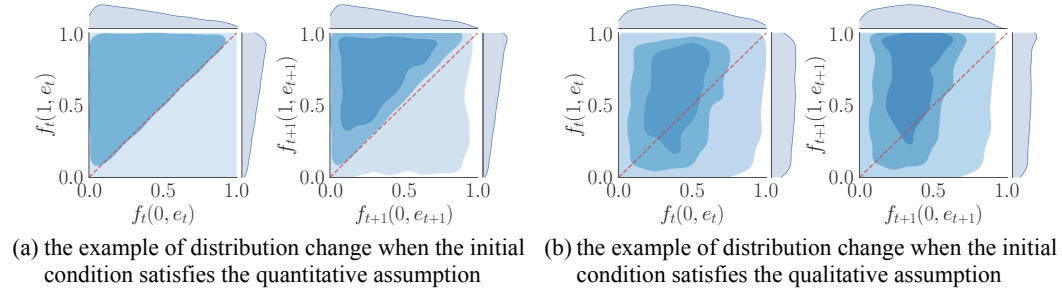 1.0
0.5
0.0
0.0 0.5 1.0
f_t(1, e_t)
f_t(0, e_t)
1.0
0.5
0.0
0.0 0.5 1.0
f_{t+1}(1, e_{t+1})
f_{t+1}(0, e_{t+1})
(a) the example of distribution change when the initial
condition satisfies the quantitative assumption
1.0
0.5
0.0
0.0 0.5 1.0
f_t(1, e_t)
f_t(0, e_t)
1.0
0.5
0.0
0.0 0.5 1.0
f_{t+1}(1, e_{t+1})
f_{t+1}(0, e_{t+1})
(b) the example of distribution change when the initial
condition satisfies the qualitative assumption